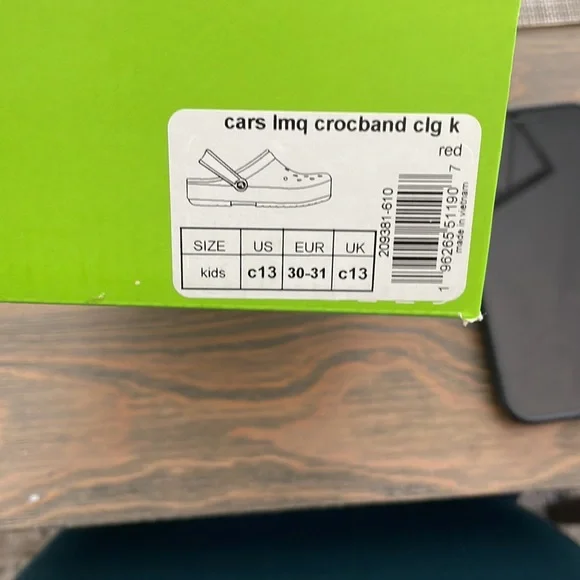 cars lmq crocband clg k
red
SIZE US EUR UK
kids c13 30-31 c13
209381-610
1 96265 51190 7
made in vietnam